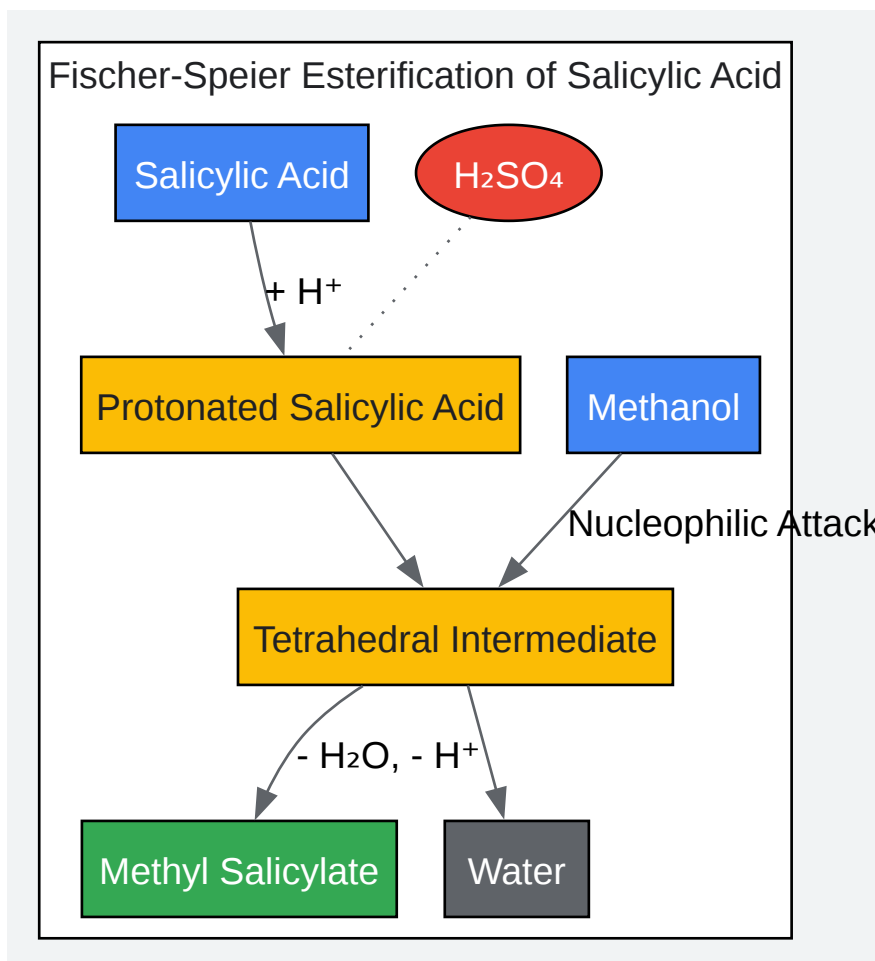 Fischer-Speier Esterification of Salicylic Acid
Salicylic Acid
H₂SO₄
+ H⁺
Protonated Salicylic Acid
Methanol
Nucleophilic Attack
Tetrahedral Intermediate
- H₂O, - H⁺
Methyl Salicylate
Water